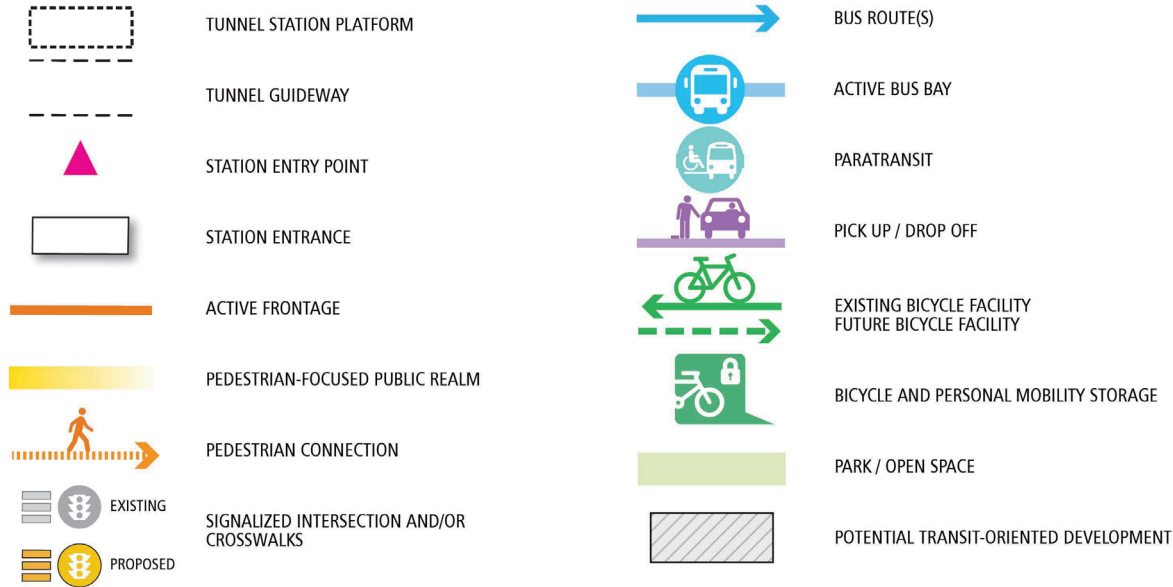 TUNNEL STATION PLATFORM
TUNNEL GUIDEWAY
STATION ENTRY POINT
STATION ENTRANCE
ACTIVE FRONTAGE
PEDESTRIAN-FOCUSED PUBLIC REALM
PEDESTRIAN CONNECTION
EXISTING
SIGNALIZED INTERSECTION AND/OR
CROSSWALKS
PROPOSED
BUS ROUTE(S)
ACTIVE BUS BAY
PARATRANSIT
PICK UP / DROP OFF
EXISTING BICYCLE FACILITY
FUTURE BICYCLE FACILITY
BICYCLE AND PERSONAL MOBILITY STORAGE
PARK / OPEN SPACE
POTENTIAL TRANSIT-ORIENTED DEVELOPMENT